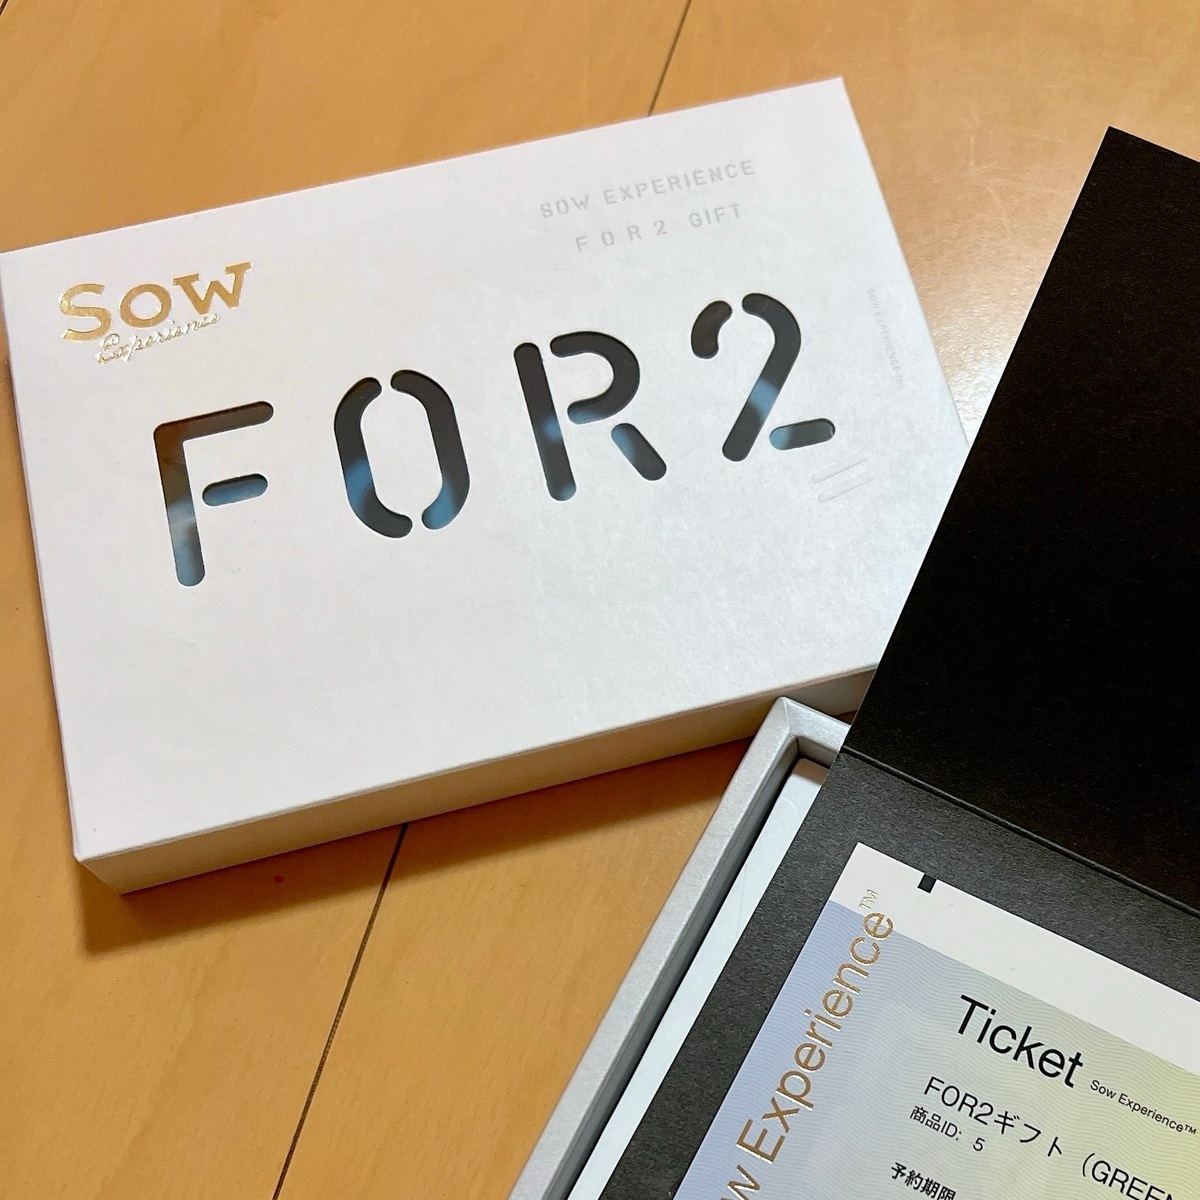 SOW EXPERIENCE
FOR2 GIFT
Sow
Experience
FOR2
Experience™
Ticket Sow Experience™
FOR2ギフト（GREEN
商品ID: 5
予約期限